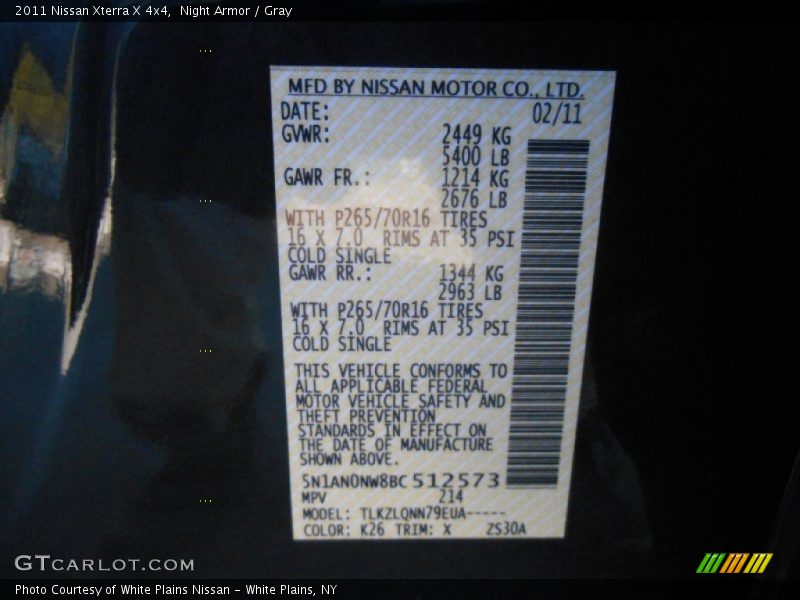 2011 Nissan Xterra X 4x4,  Night Armor / Gray
MFD BY NISSAN MOTOR CO., LTD.
DATE: 02/11
GVWR: 2449 KG
5400 LB
GAWR FR.: 1214 KG
2676 LB
WITH P265/70R16 TIRES
16 X 7.0 RIMS AT 35 PSI
COLD SINGLE
GAWR RR.: 1344 KG
2963 LB
WITH P265/70R16 TIRES
16 X 7.0 RIMS AT 35 PSI
COLD SINGLE
THIS VEHICLE CONFORMS TO
ALL APPLICABLE FEDERAL
MOTOR VEHICLE SAFETY AND
THEFT PREVENTION
STANDARDS IN EFFECT ON
THE DATE OF MANUFACTURE
SHOWN ABOVE.
5N1AN0NW8BC512573
MPV 214
MODEL: TLKZLQNN79EUA-----
COLOR: K26 TRIM: X ZS30A
GTCARLOT.COM
Photo Courtesy of White Plains Nissan - White Plains, NY